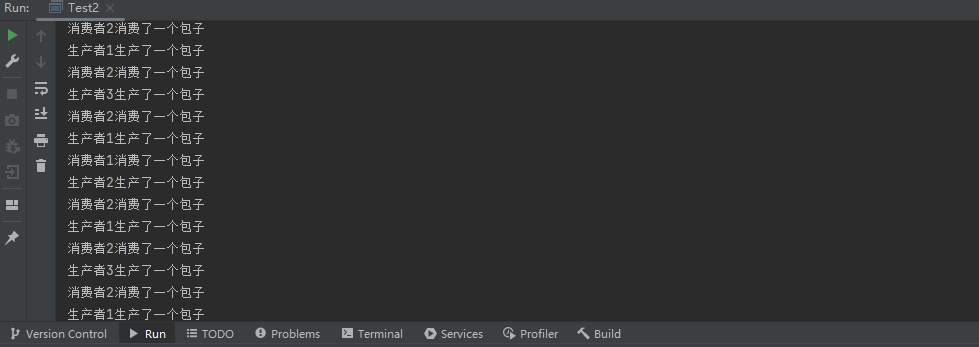 Run: Test2
消费者2消费了一个包子
生产者1生产了一个包子
消费者2消费了一个包子
生产者3生产了一个包子
消费者2消费了一个包子
生产者1生产了一个包子
消费者1消费了一个包子
生产者2生产了一个包子
消费者2消费了一个包子
生产者1生产了一个包子
消费者2消费了一个包子
生产者3生产了一个包子
消费者2消费了一个包子
生产者1生产了一个包子
Version Control Run TODO Problems Terminal Services Profiler Build